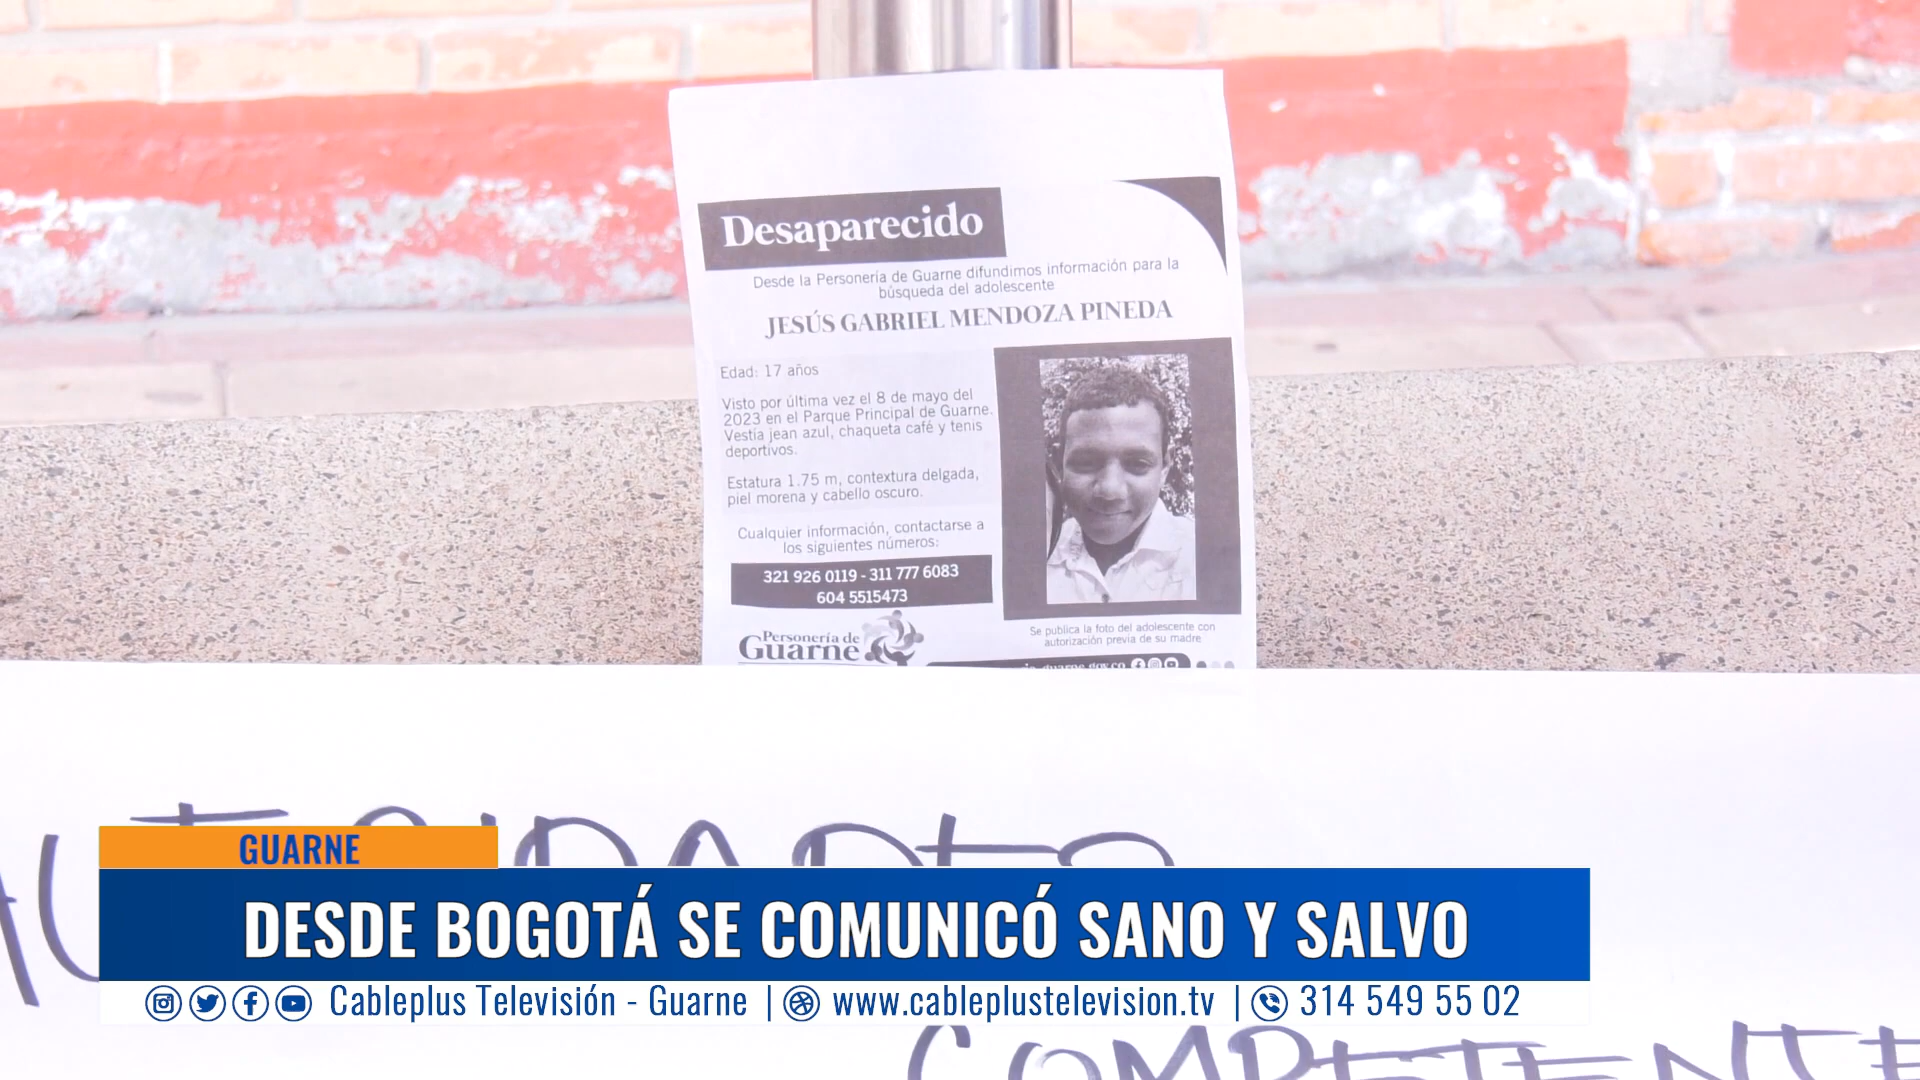 Desaparecido
Desde la Personería de Guarne difundimos información para la
búsqueda del adolescente
JESÚS GABRIEL MENDOZA PINEDA
Edad: 17 años
Visto por última vez el 8 de mayo del
2023 en el Parque Principal de Guarne.
Vestía jean azul, chaqueta café y tenis
deportivos.
Estatura 1.75 m, contextura delgada,
piel morena y cabello oscuro.
Cualquier información, contactarse a
los siguientes números:
321 926 0119 - 311 777 6083
604 5515473
Personería de
Guarne
Se publica la foto del adolescente con
autorización previa de su madre
GUARNE
DESDE BOGOTÁ SE COMUNICÓ SANO Y SALVO
Cableplus Televisión - Guarne | www.cableplustelevision.tv | 314 549 55 02
COMPETENTE